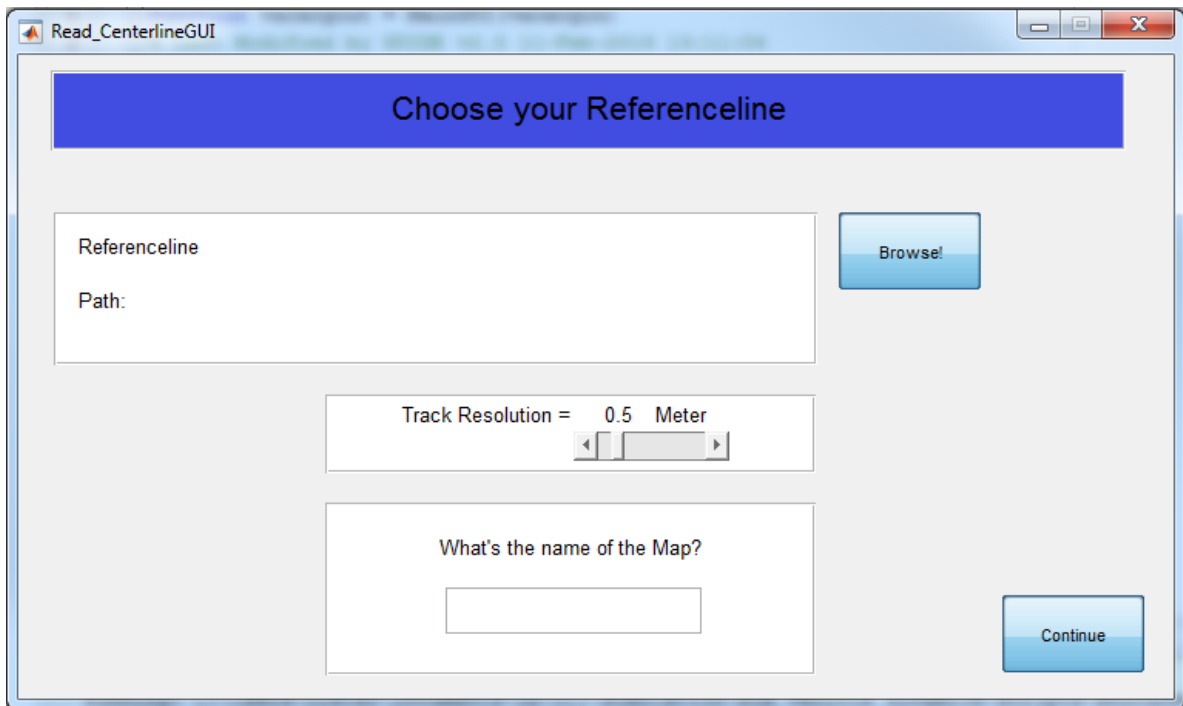 Read_CenterlineGUI
Choose your Referenceline
Referenceline
Browse!
Path:
Track Resolution = 0.5 Meter
What's the name of the Map?
Continue